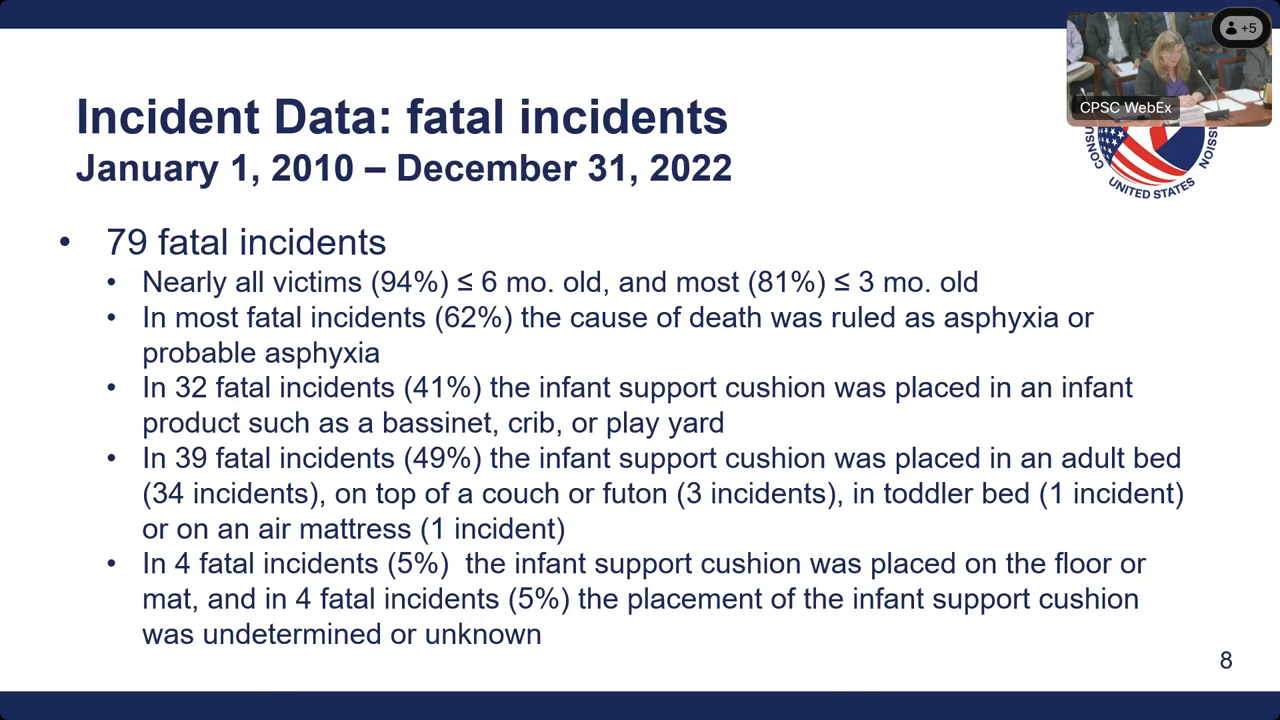 +5
CPSC WebEx
Incident Data: fatal incidents
January 1, 2010 – December 31, 2022
UNITED STATES
• 79 fatal incidents
• Nearly all victims (94%) ≤ 6 mo. old, and most (81%) ≤ 3 mo. old
• In most fatal incidents (62%) the cause of death was ruled as asphyxia or
probable asphyxia
• In 32 fatal incidents (41%) the infant support cushion was placed in an infant
product such as a bassinet, crib, or play yard
• In 39 fatal incidents (49%) the infant support cushion was placed in an adult bed
(34 incidents), on top of a couch or futon (3 incidents), in toddler bed (1 incident)
or on an air mattress (1 incident)
• In 4 fatal incidents (5%)  the infant support cushion was placed on the floor or
mat, and in 4 fatal incidents (5%) the placement of the infant support cushion
was undetermined or unknown
8